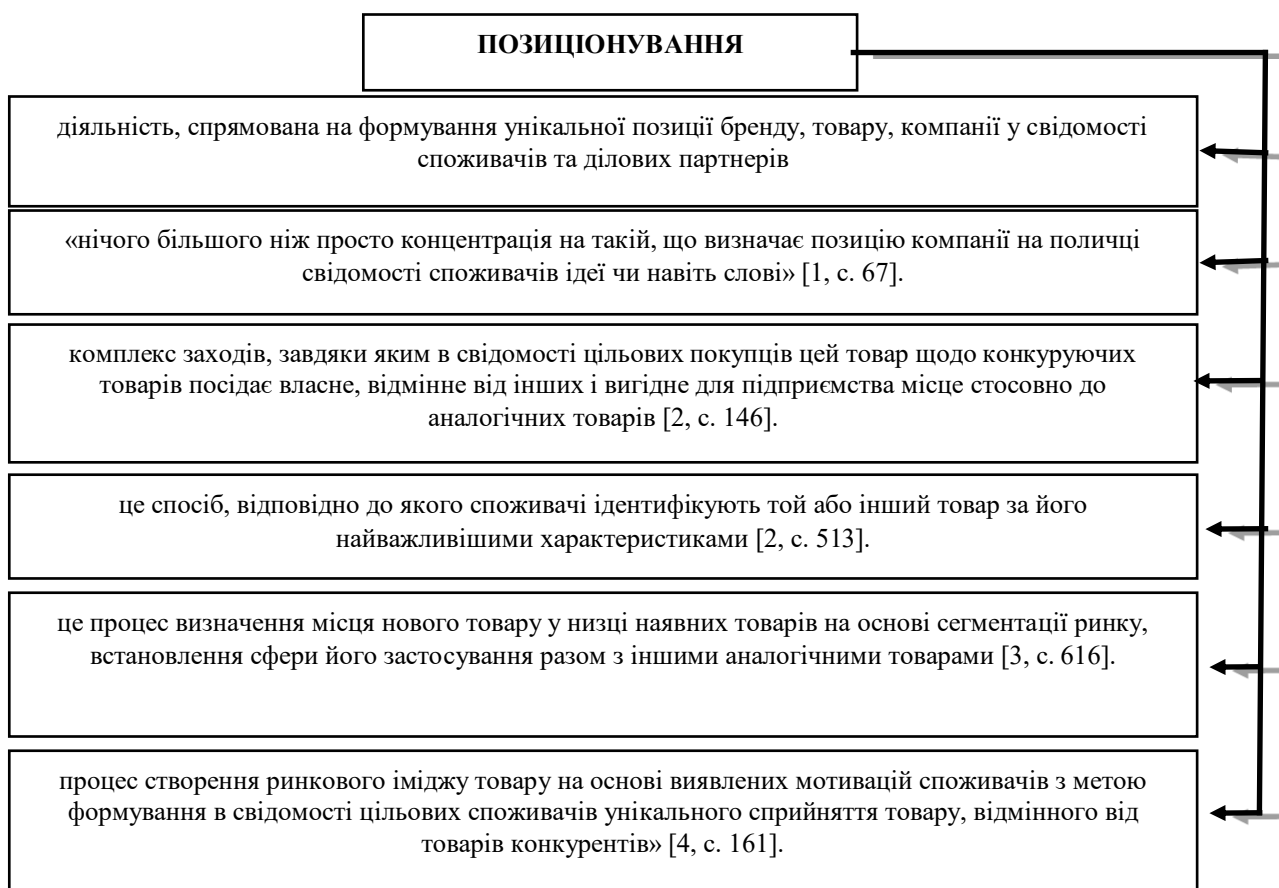 ПОЗИЦІОНУВАННЯ
діяльність, спрямована на формування унікальної позиції бренду, товару, компанії у свідомості
споживачів та ділових партнерів
«нічого більшого ніж просто концентрація на такій, що визначає позицію компанії на поличці
свідомості споживачів ідеї чи навіть слові» [1, с. 67].
комплекс заходів, завдяки яким в свідомості цільових покупців цей товар щодо конкуруючих
товарів посідає власне, відмінне від інших і вигідне для підприємства місце стосовно до
аналогічних товарів [2, с. 146].
це спосіб, відповідно до якого споживачі ідентифікують той або інший товар за його
найважливішими характеристиками [2, с. 513].
це процес визначення місця нового товару у низці наявних товарів на основі сегментації ринку,
встановлення сфери його застосування разом з іншими аналогічними товарами [3, с. 616].
процес створення ринкового іміджу товару на основі виявлених мотивацій споживачів з метою
формування в свідомості цільових споживачів унікального сприйняття товару, відмінного від
товарів конкурентів» [4, с. 161].